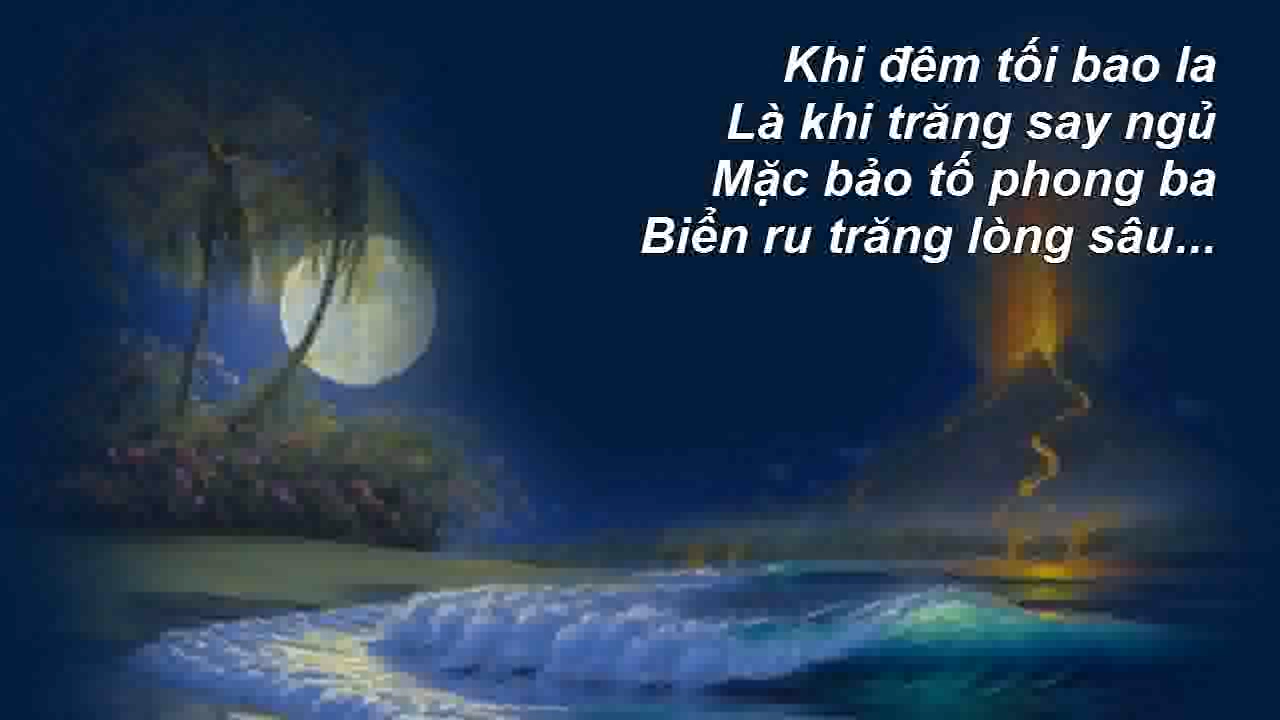 Khi đêm tối bao la
Là khi trăng say ngủ
Mặc bảo tố phong ba
Biển ru trăng lòng sâu...